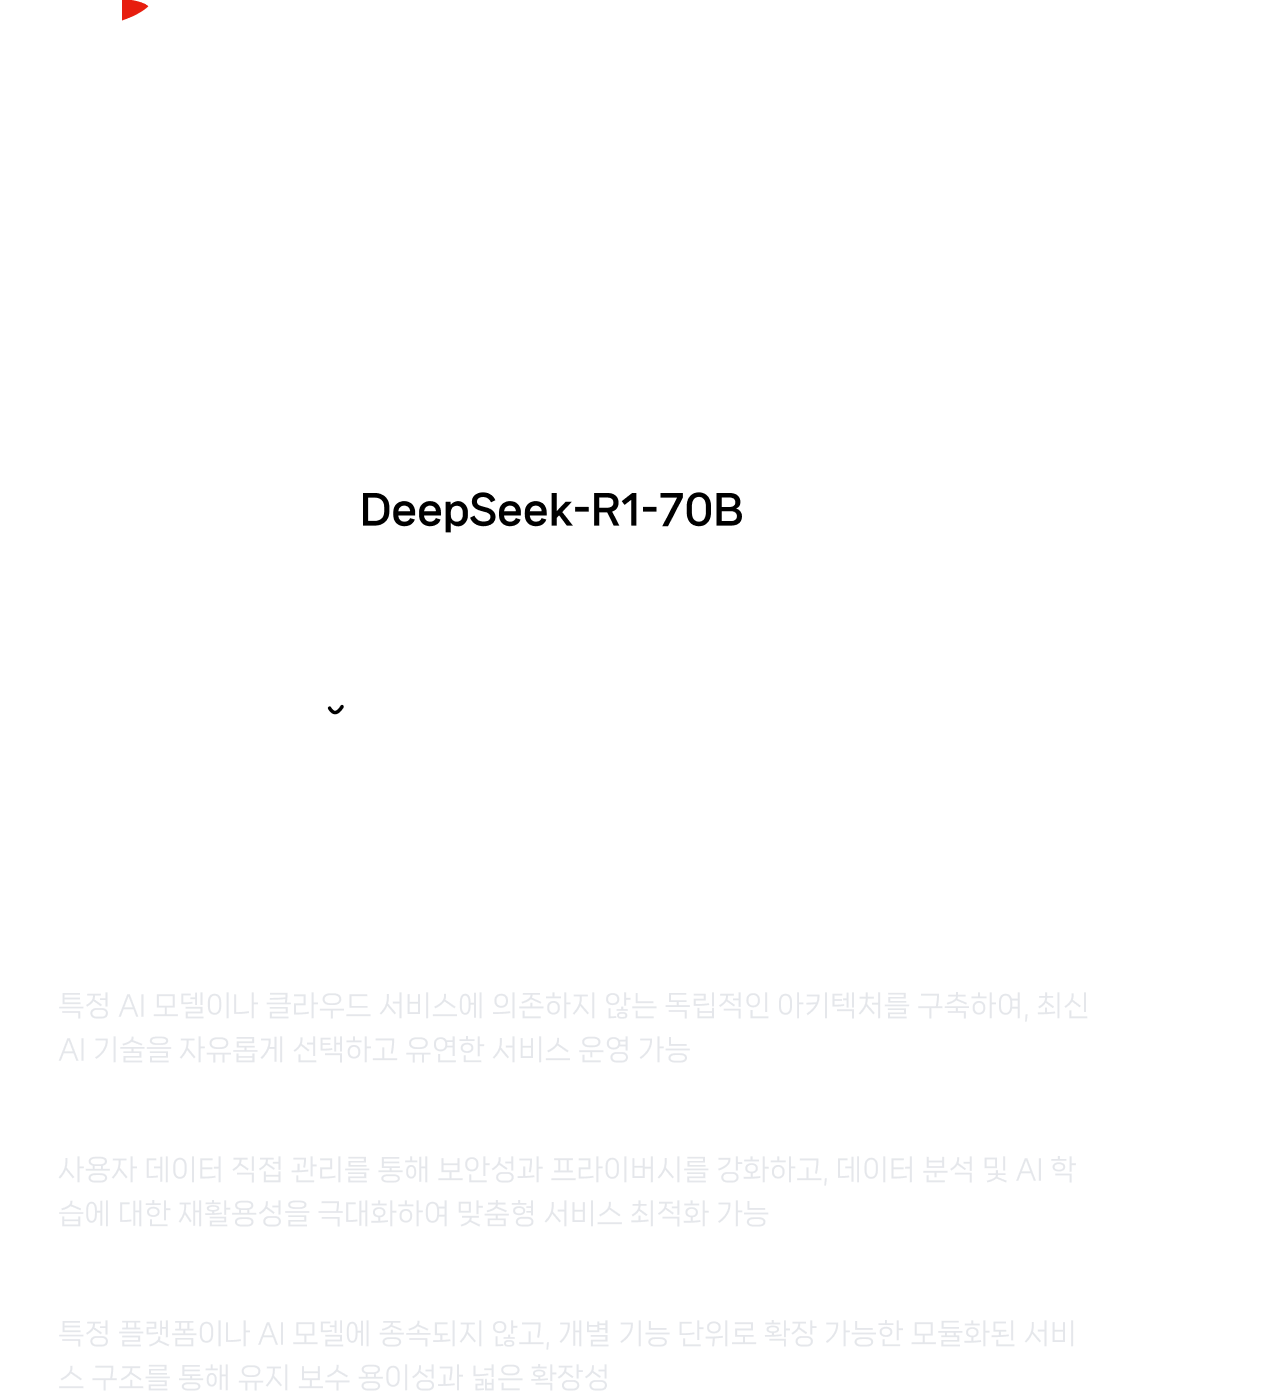 DeepSeek-R1-70B
특정 AI 모델이나 클라우드 서비스에 의존하지 않는 독립적인 아키텍처를 구축하여, 최신
AI 기술을 자유롭게 선택하고 유연한 서비스 운영 가능
사용자 데이터 직접 관리를 통해 보안성과 프라이버시를 강화하고, 데이터 분석 및 AI 학
습에 대한 재활용성을 극대화하여 맞춤형 서비스 최적화 가능
특정 플랫폼이나 AI 모델에 종속되지 않고, 개별 기능 단위로 확장 가능한 모듈화된 서비
스 구조를 통해 유지 보수 용이성과 넓은 확장성